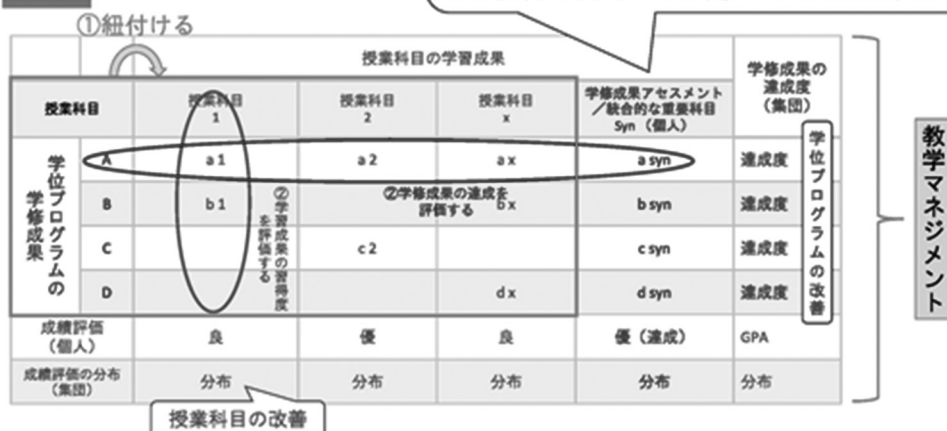 ①紐付ける
授業科目の学習成果
学修成果の
達成度
(集団)
授業科目
授業科目
1
授業科目
2
授業科目
x
学修成果アセスメント
/統合的な重要科目
Syn (個人)
学位プログラムの
学修成果
A
a 1
a 2
a x
a syn
達成度
B
b 1
b x
b syn
達成度
C
c 2
c syn
達成度
D
d x
d syn
達成度
②学習成果の習得度
を評価する
②学修成果の達成を
評価する
学位プログラムの改善
教学マネジメント
成績評価
(個人)
良
優
良
優(達成)
GPA
成績評価の分布
(集団)
分布
分布
分布
分布
分布
授業科目の改善